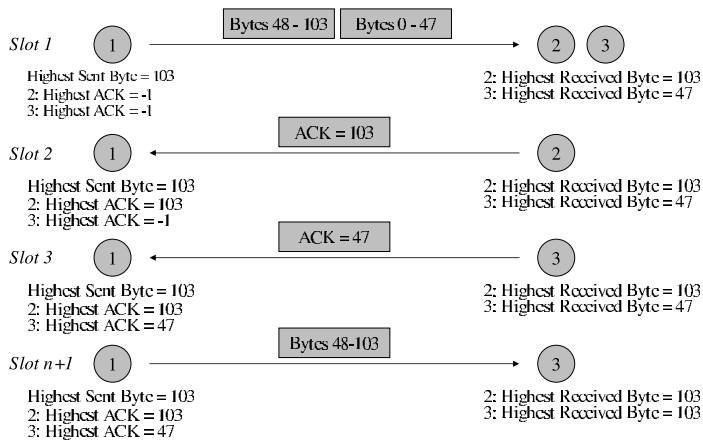 Bytes 48 - 103 Bytes 0 - 47
Slot 1 1 2 3
Highest Sent Byte = 103
2: Highest ACK = -1
3: Highest ACK = -1
2: Highest Received Byte = 103
3: Highest Received Byte = 47
ACK = 103
Slot 2 1 2
Highest Sent Byte = 103
2: Highest ACK = 103
3: Highest ACK = -1
2: Highest Received Byte = 103
3: Highest Received Byte = 47
ACK = 47
Slot 3 1 3
Highest Sent Byte = 103
2: Highest ACK = 103
3: Highest ACK = 47
2: Highest Received Byte = 103
3: Highest Received Byte = 47
Bytes 48-103
Slot n+1 1 3
Highest Sent Byte = 103
2: Highest ACK = 103
3: Highest ACK = 47
2: Highest Received Byte = 103
3: Highest Received Byte = 103